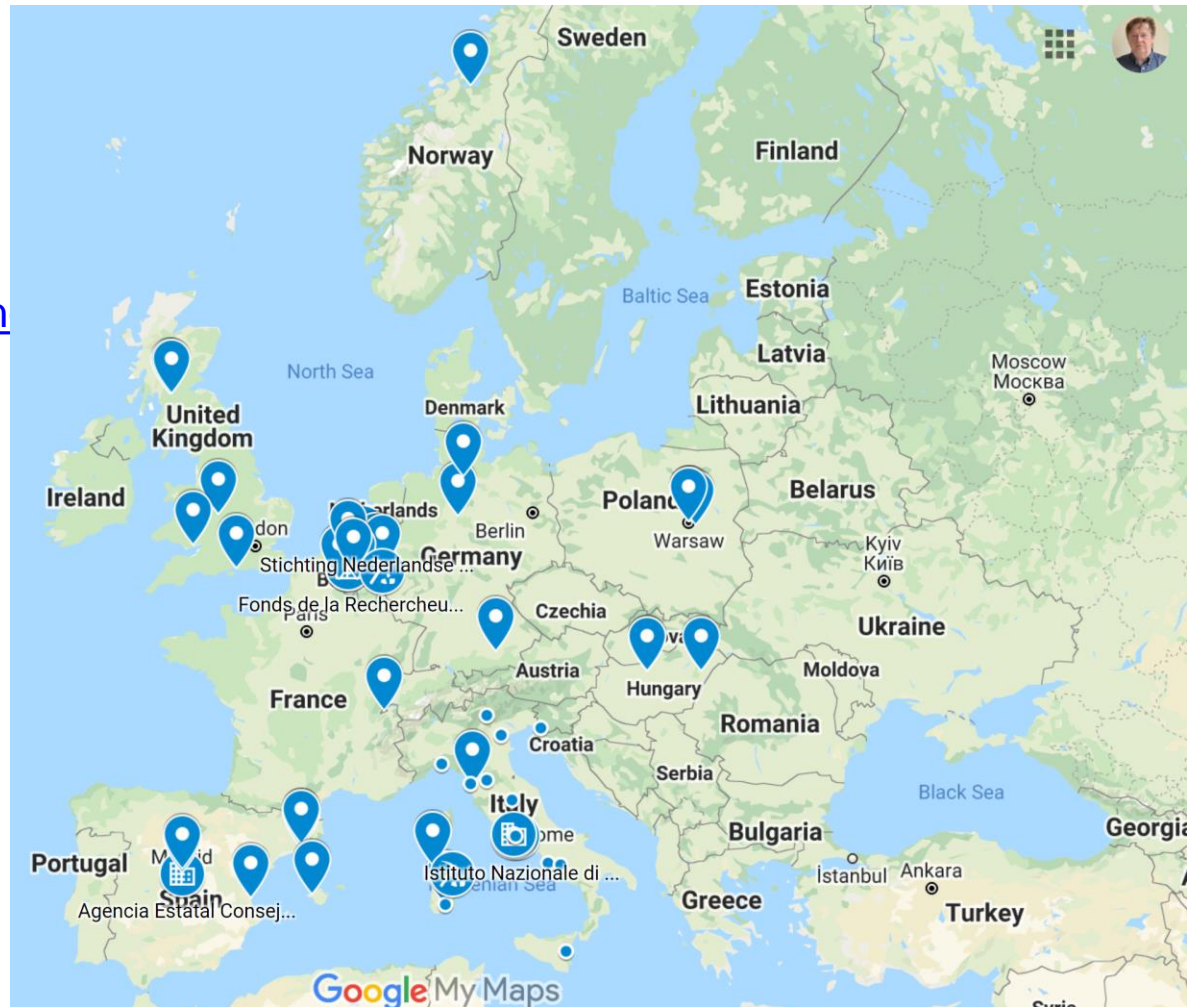 Sweden
Norway
Finland
Baltic Sea
Estonia
North Sea
Latvia
Moscow
Москва
Denmark
Lithuania
United
Kingdom
Ireland
Poland
Belarus
Berlin
Warsaw
Germany
Kyiv
Київ
Stichting Nederlandse ...
Fonds de la Rechercheu...
Paris
Czechia
Ukraine
Austria
Moldova
Hungary
France
Romania
Croatia
Serbia
Black Sea
Italy
Bulgaria
Georgia
Portugal
İstanbul
Ankara
Istituto Nazionale di ...
Spain
Greece
Turkey
Agencia Estatal Consej...
Google My Maps